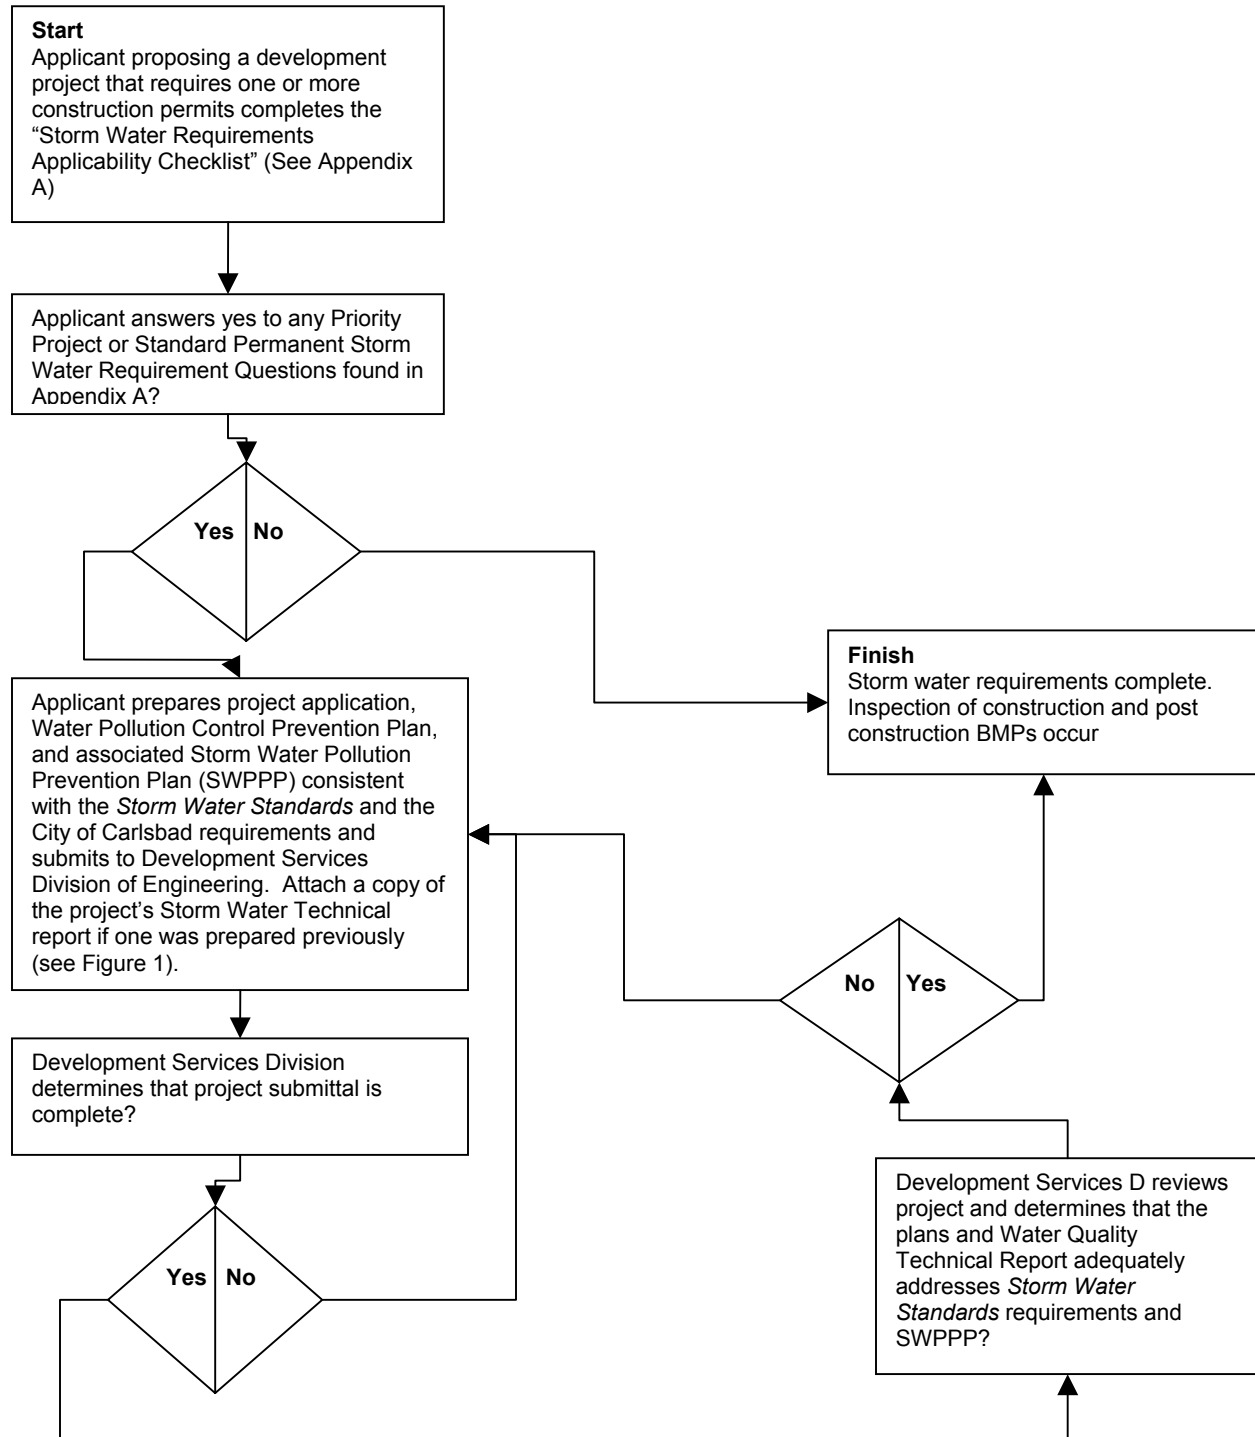 Start
Applicant proposing a development
project that requires one or more
construction permits completes the
“Storm Water Requirements
Applicability Checklist” (See Appendix
A)
Applicant answers yes to any Priority
Project or Standard Permanent Storm
Water Requirement Questions found in
Appendix A?
Yes No
Applicant prepares project application,
Water Pollution Control Prevention Plan,
and associated Storm Water Pollution
Prevention Plan (SWPPP) consistent
with the Storm Water Standards and the
City of Carlsbad requirements and
submits to Development Services
Division of Engineering.  Attach a copy of
the project’s Storm Water Technical
report if one was prepared previously
(see Figure 1).
Development Services Division
determines that project submittal is
complete?
Yes No
Finish
Storm water requirements complete.
Inspection of construction and post
construction BMPs occur
No Yes
Development Services D reviews
project and determines that the
plans and Water Quality
Technical Report adequately
addresses Storm Water
Standards requirements and
SWPPP?